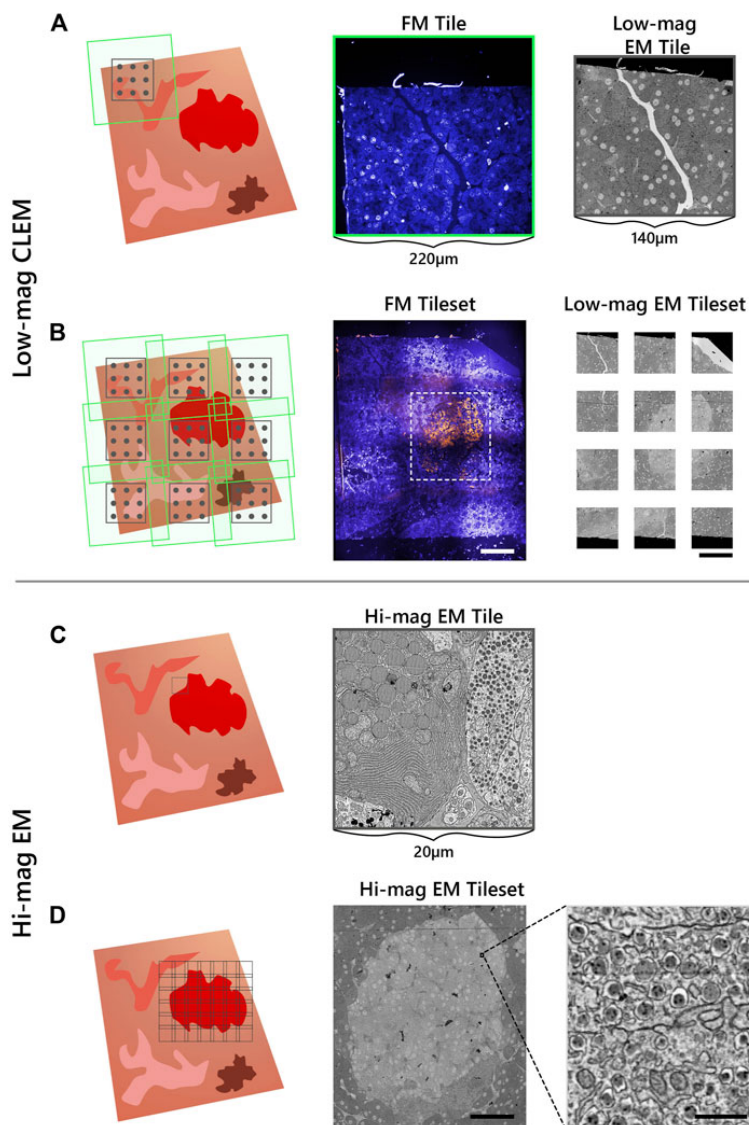 A
FM Tile
Low-mag
EM Tile
220µm
140µm
Low-mag CLEM
B
FM Tileset
Low-mag EM Tileset
C
Hi-mag EM Tile
20µm
Hi-mag EM
D
Hi-mag EM Tileset